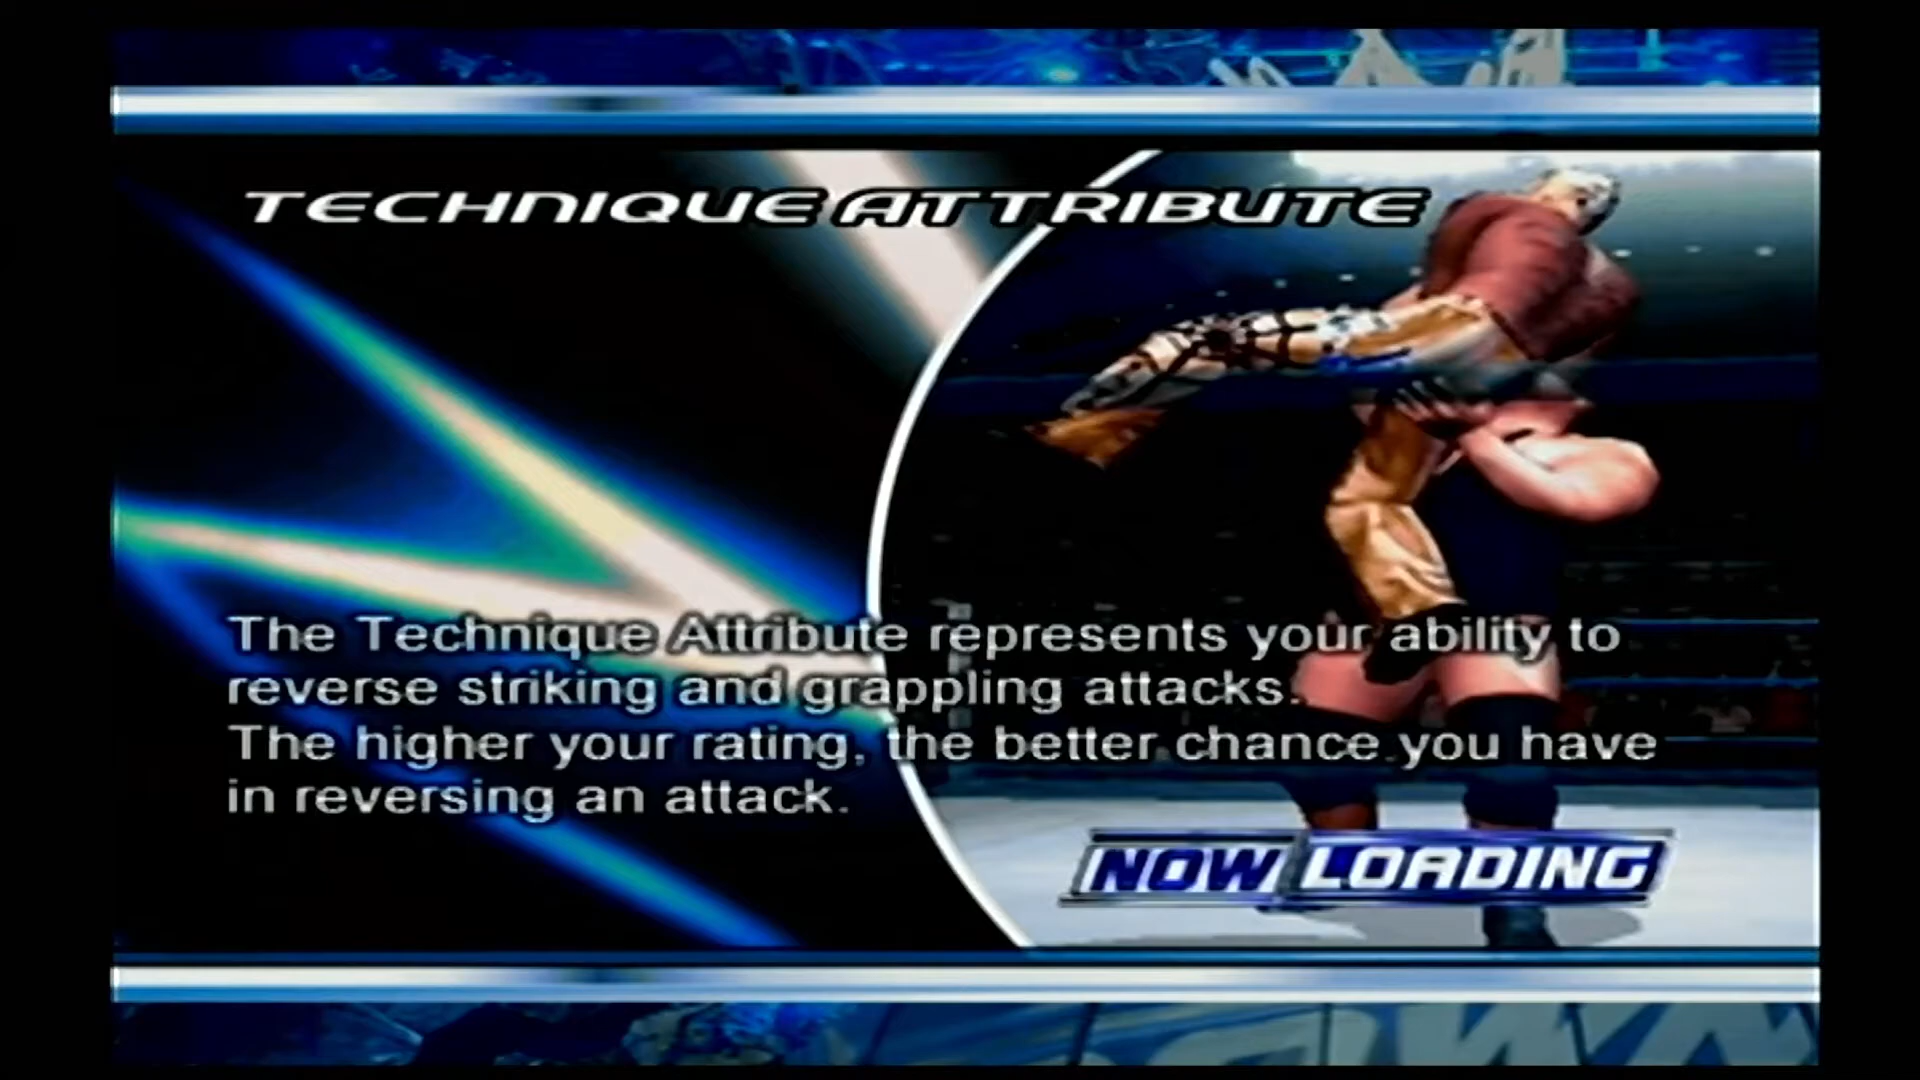 TECHNIQUE ATTRIBUTE
The Technique Attribute represents your ability to
reverse striking and grappling attacks.
The higher your rating, the better chance you have
in reversing an attack.
NOW LOADING